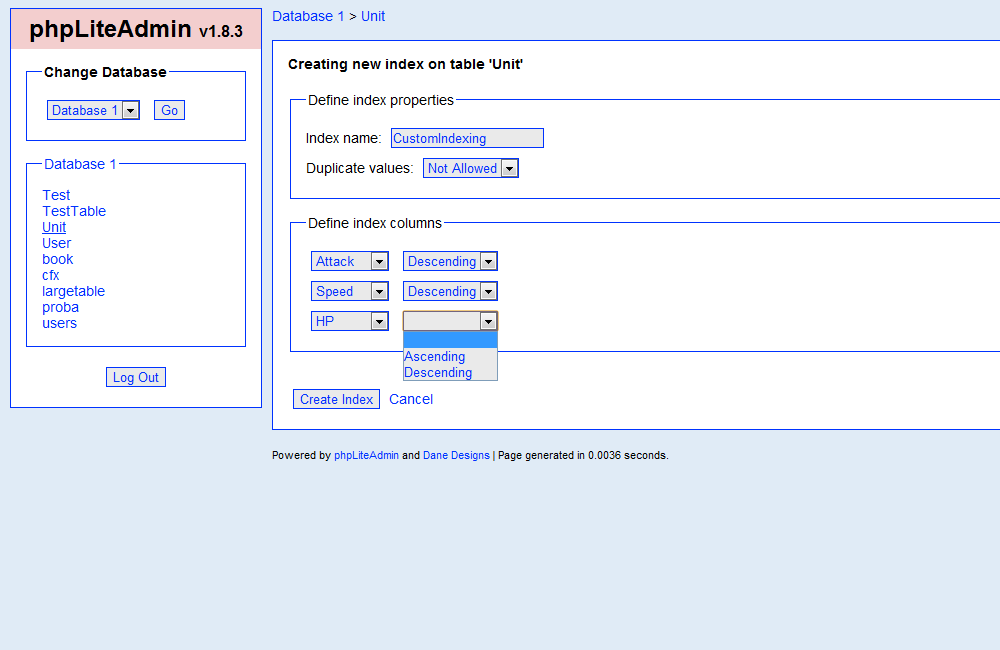 phpLiteAdmin v1.8.3
Change Database
Database 1 Go
Database 1
Test
TestTable
Unit
User
book
cfx
largetable
proba
users
Log Out
Database 1 > Unit
Creating new index on table 'Unit'
Define index properties
Index name: CustomIndexing
Duplicate values: Not Allowed
Define index columns
Attack Descending
Speed Descending
HP
Ascending
Descending
Create Index Cancel
Powered by phpLiteAdmin and Dane Designs | Page generated in 0.0036 seconds.